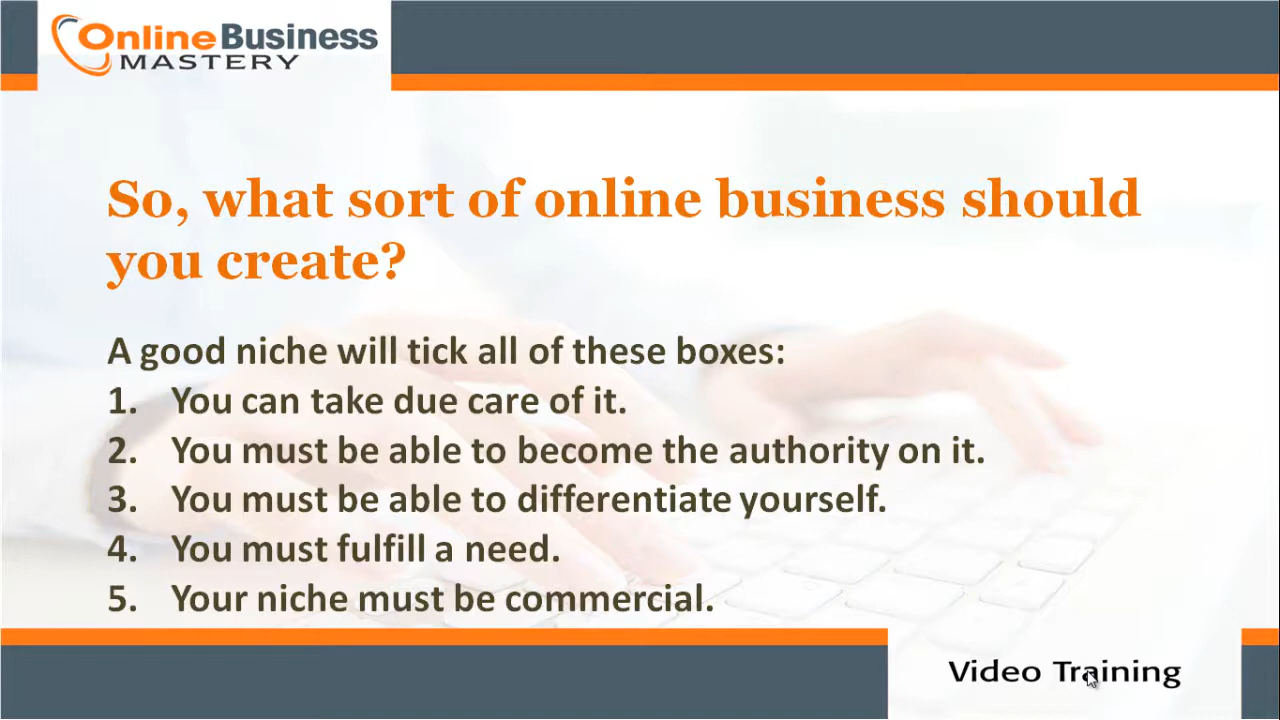 Online Business
MASTERY
So, what sort of online business should
you create?
A good niche will tick all of these boxes:
1. You can take due care of it.
2. You must be able to become the authority on it.
3. You must be able to differentiate yourself.
4. You must fulfill a need.
5. Your niche must be commercial.
Video Training